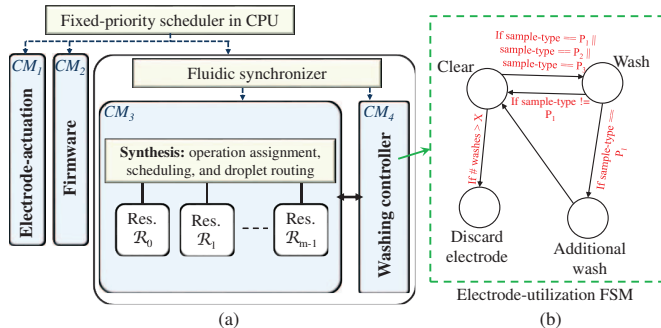 Fixed-priority scheduler in CPU
CM1
CM2
Electrode-actuation
Firmware
Fluidic synchronizer
CM3
CM4
Synthesis: operation assignment,
scheduling, and droplet routing
Res.
R0
Res.
R1
Res.
Rm-1
Washing controller
(a)
If sample-type == P1 ||
sample-type == P2 ||
sample-type == P3
Clear
Wash
If sample-type !=
P1
If # washes > X
If sample-type ==
P1
Discard
electrode
Additional
wash
Electrode-utilization FSM
(b)